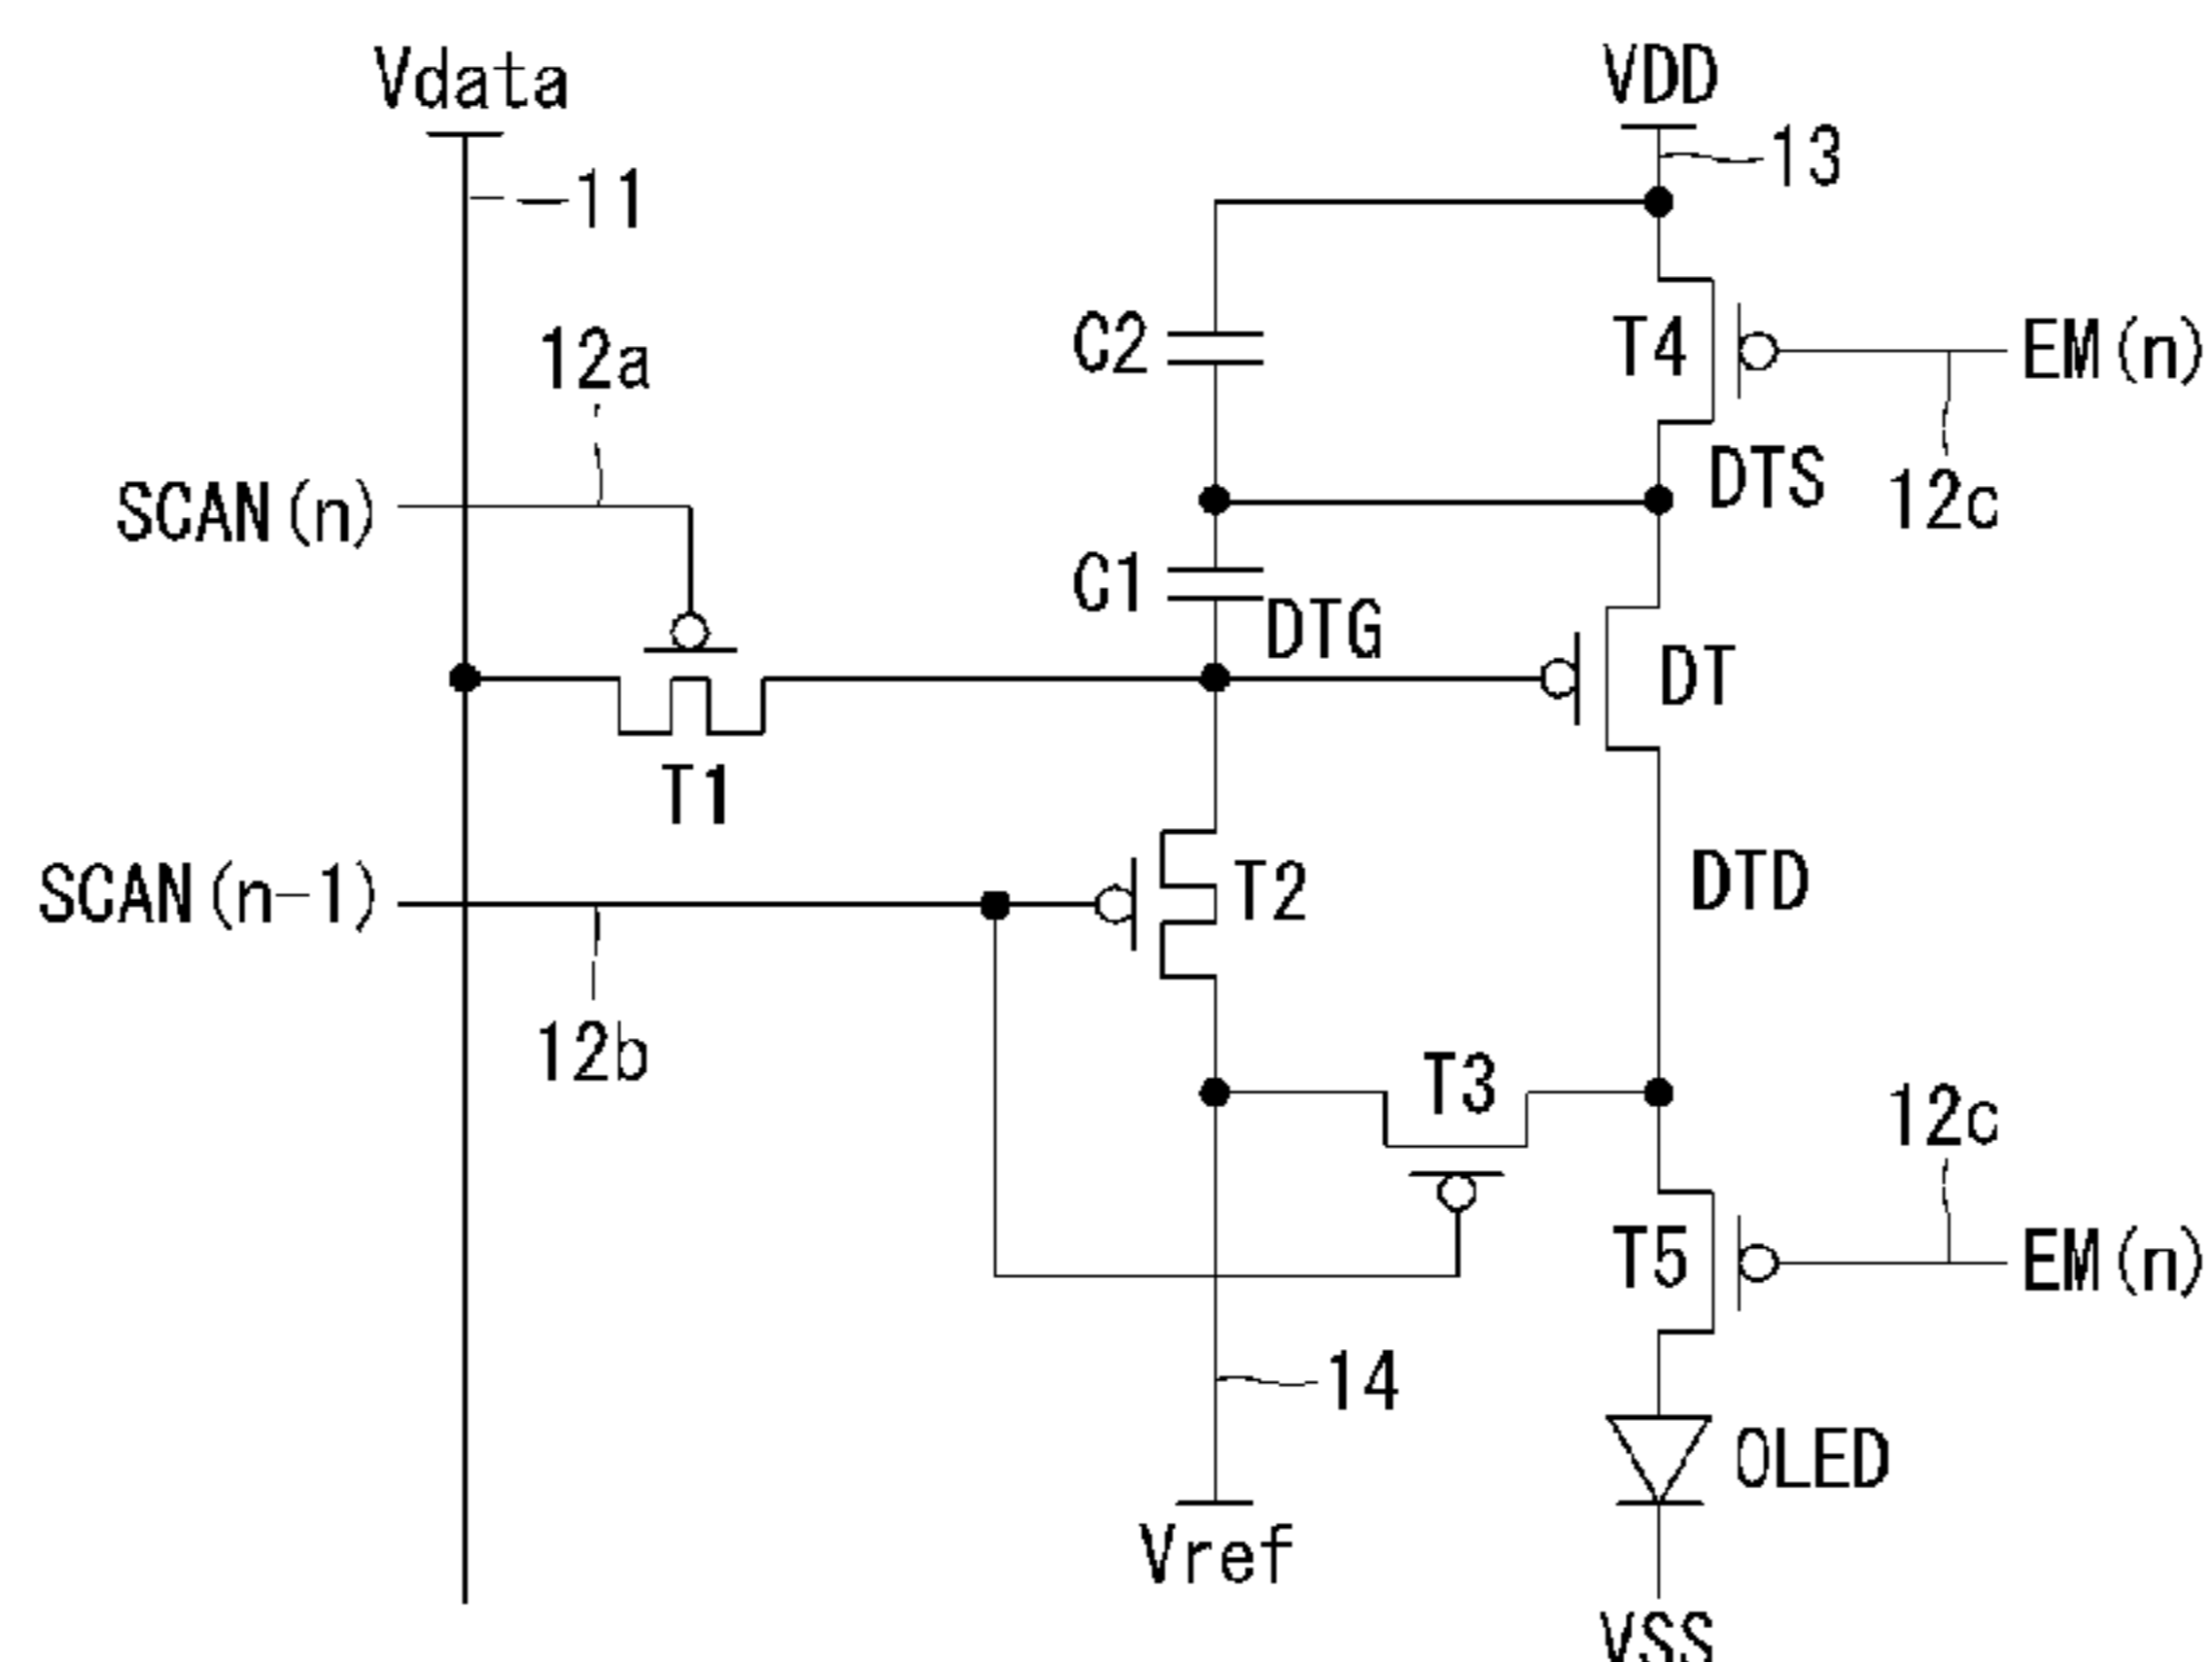 Vdata
VDD
13
11
C2
12a
T4
EM(n)
DTS
12c
SCAN(n)
C1
DTG
DT
T1
SCAN(n-1)
T2
DTD
12b
T3
12c
T5
EM(n)
14
OLED
Vref
VSS